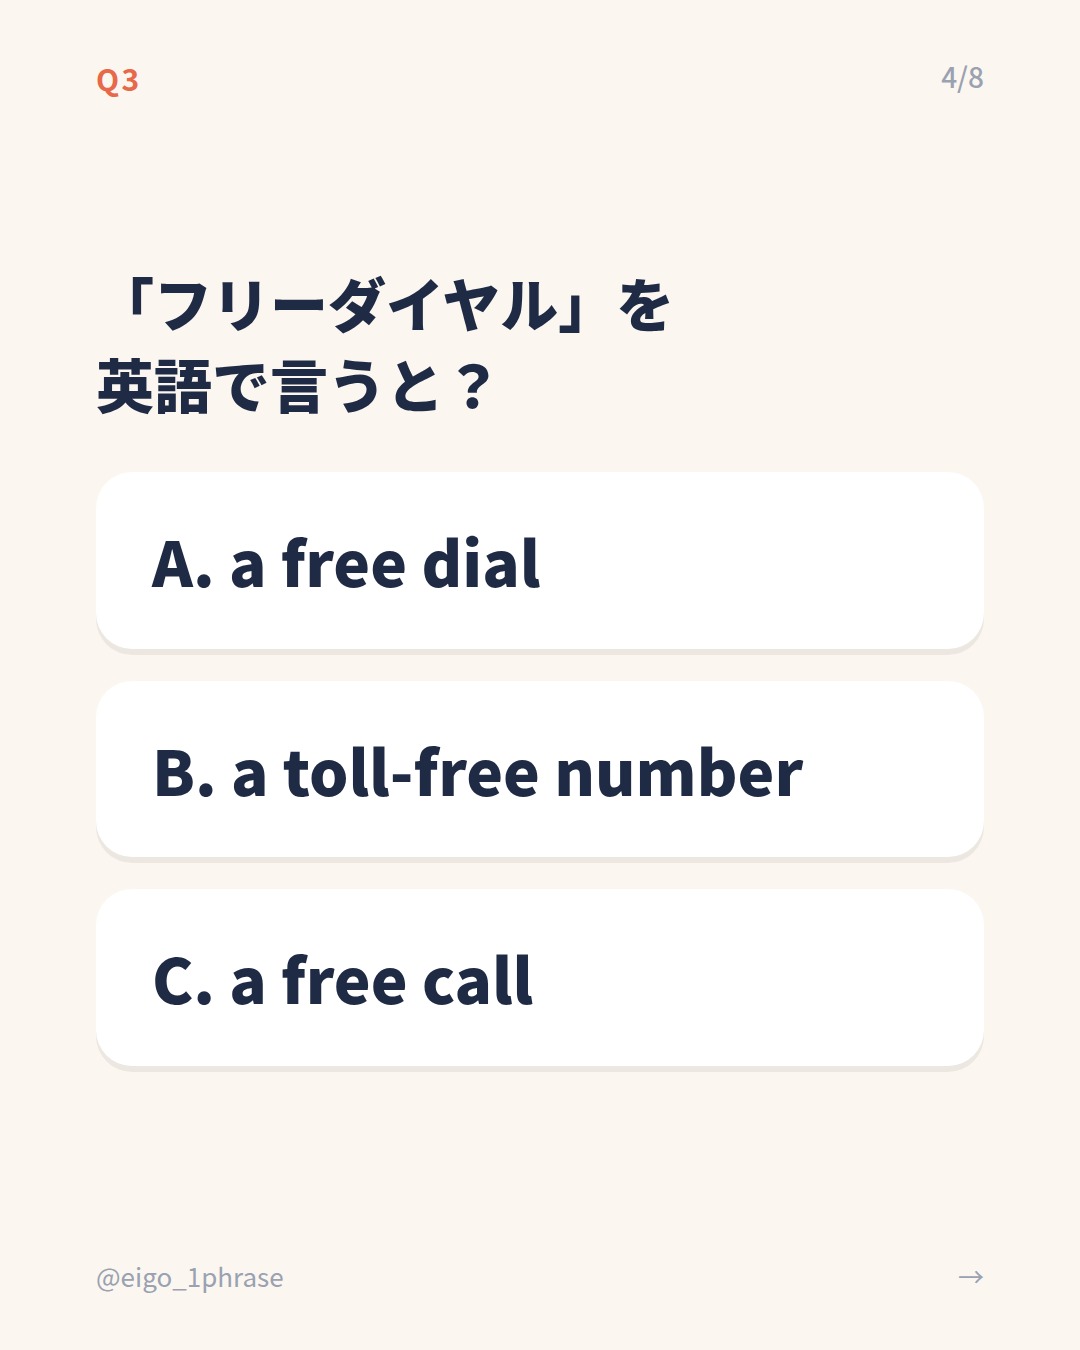 Q3
4/8
「フリーダイヤル」を
英語で言うと？
A. a free dial
B. a toll-free number
C. a free call
@eigo_1phrase
→